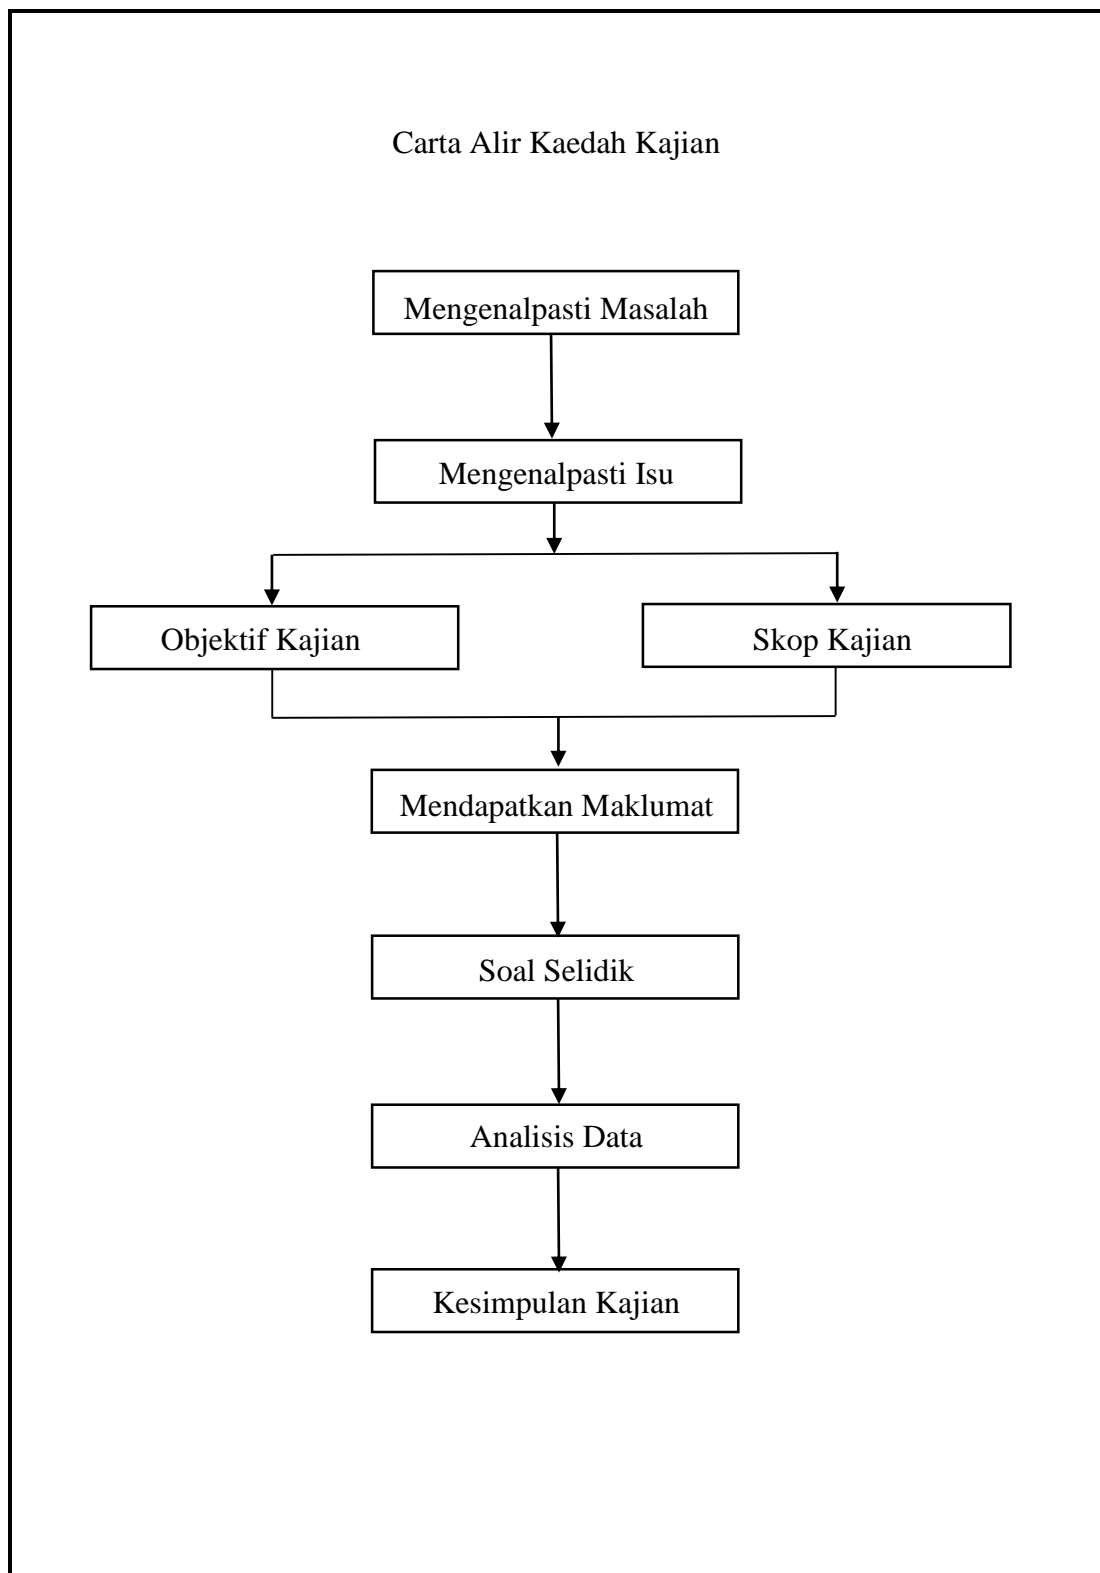 Carta Alir Kaedah Kajian
Mengenalpasti Masalah
Mengenalpasti Isu
Objektif Kajian
Skop Kajian
Mendapatkan Maklumat
Soal Selidik
Analisis Data
Kesimpulan Kajian